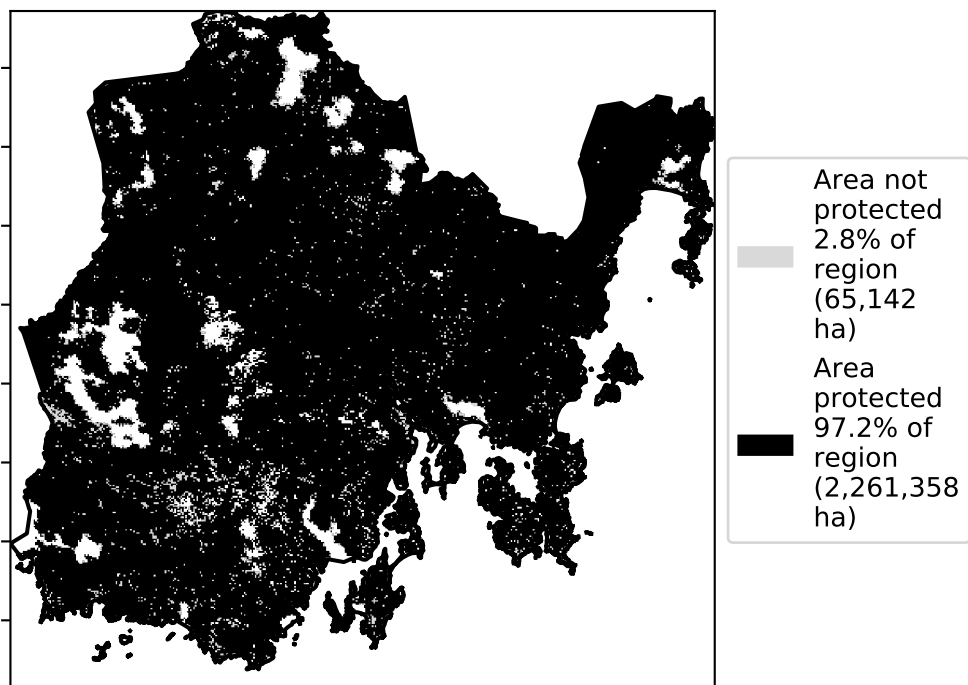 Area not
protected
2.8% of
region
(65,142
ha)
Area
protected
97.2% of
region
(2,261,358
ha)